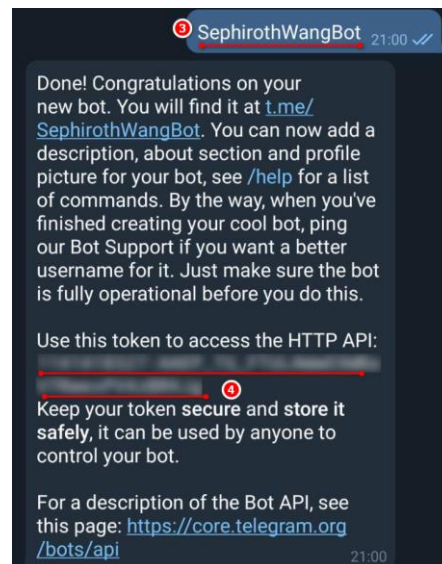 3 SephirothWangBot 21:00
Done! Congratulations on your
new bot. You will find it at t.me/
SephirothWangBot. You can now add a
description, about section and profile
picture for your bot, see /help for a list
of commands. By the way, when you've
finished creating your cool bot, ping
our Bot Support if you want a better
username for it. Just make sure the bot
is fully operational before you do this.
Use this token to access the HTTP API:
4
Keep your token secure and store it
safely, it can be used by anyone to
control your bot.
For a description of the Bot API, see
this page: https://core.telegram.org
/bots/api 21:00